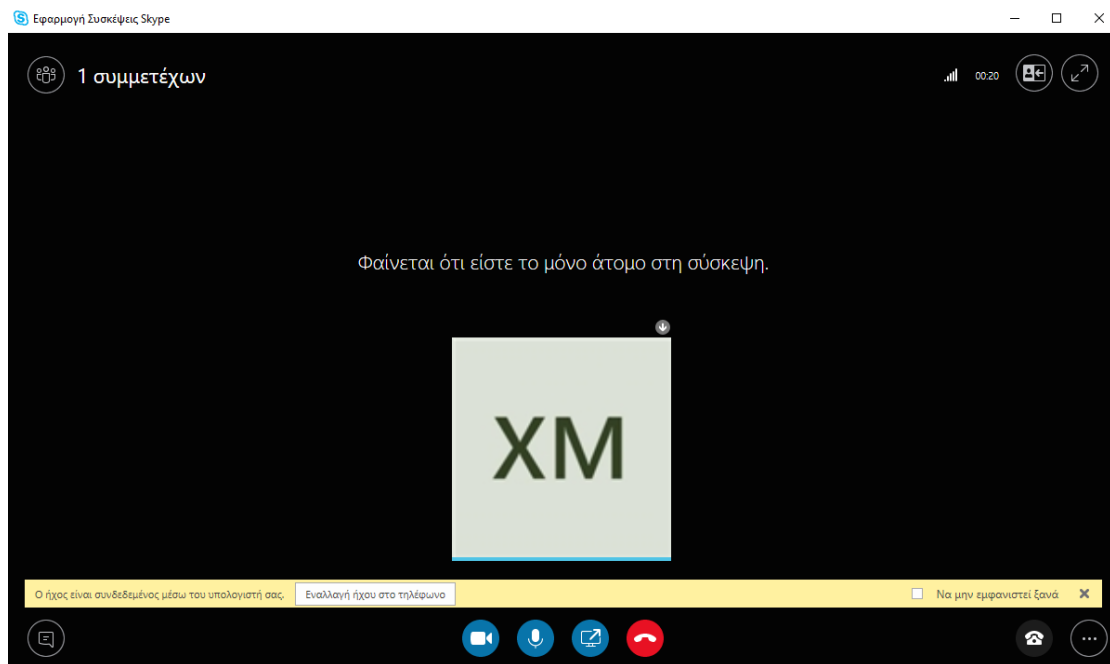 Εφαρμογή Συσκέψεις Skype
1 συμμετέχων
00:20
Φαίνεται ότι είστε το μόνο άτομο στη σύσκεψη.
XM
Ο ήχος είναι συνδεδεμένος μέσω του υπολογιστή σας. Εναλλαγή ήχου στο τηλέφωνο Να μην εμφανιστεί ξανά